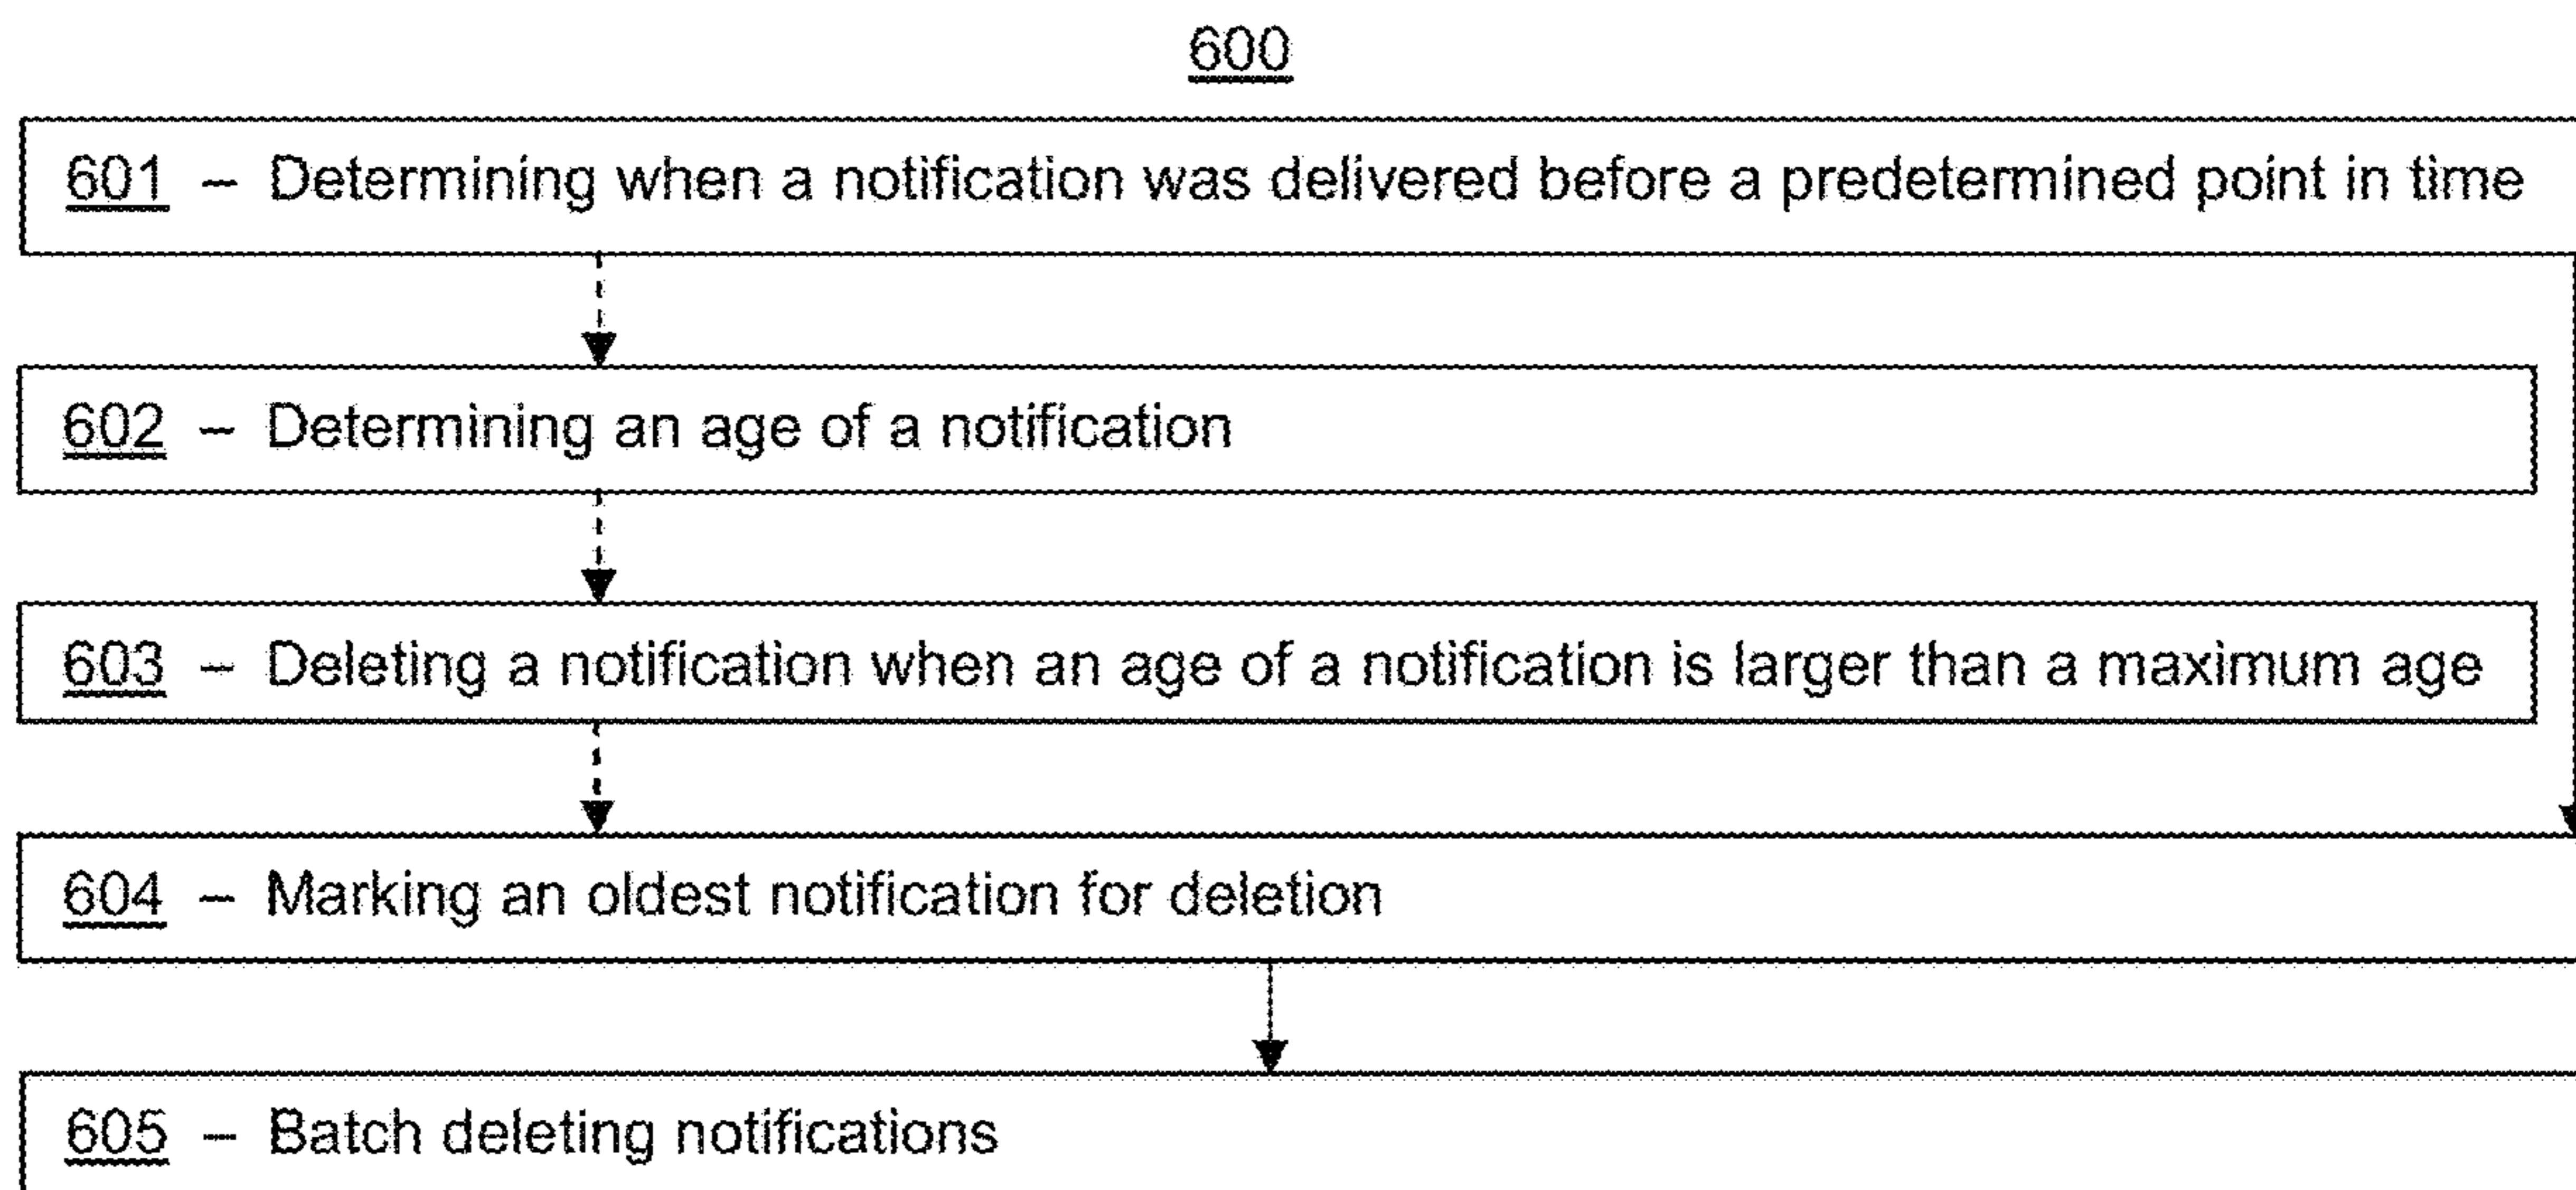 600
601 – Determining when a notification was delivered before a predetermined point in time
602 – Determining an age of a notification
603 – Deleting a notification when an age of a notification is larger than a maximum age
604 – Marking an oldest notification for deletion
605 – Batch deleting notifications